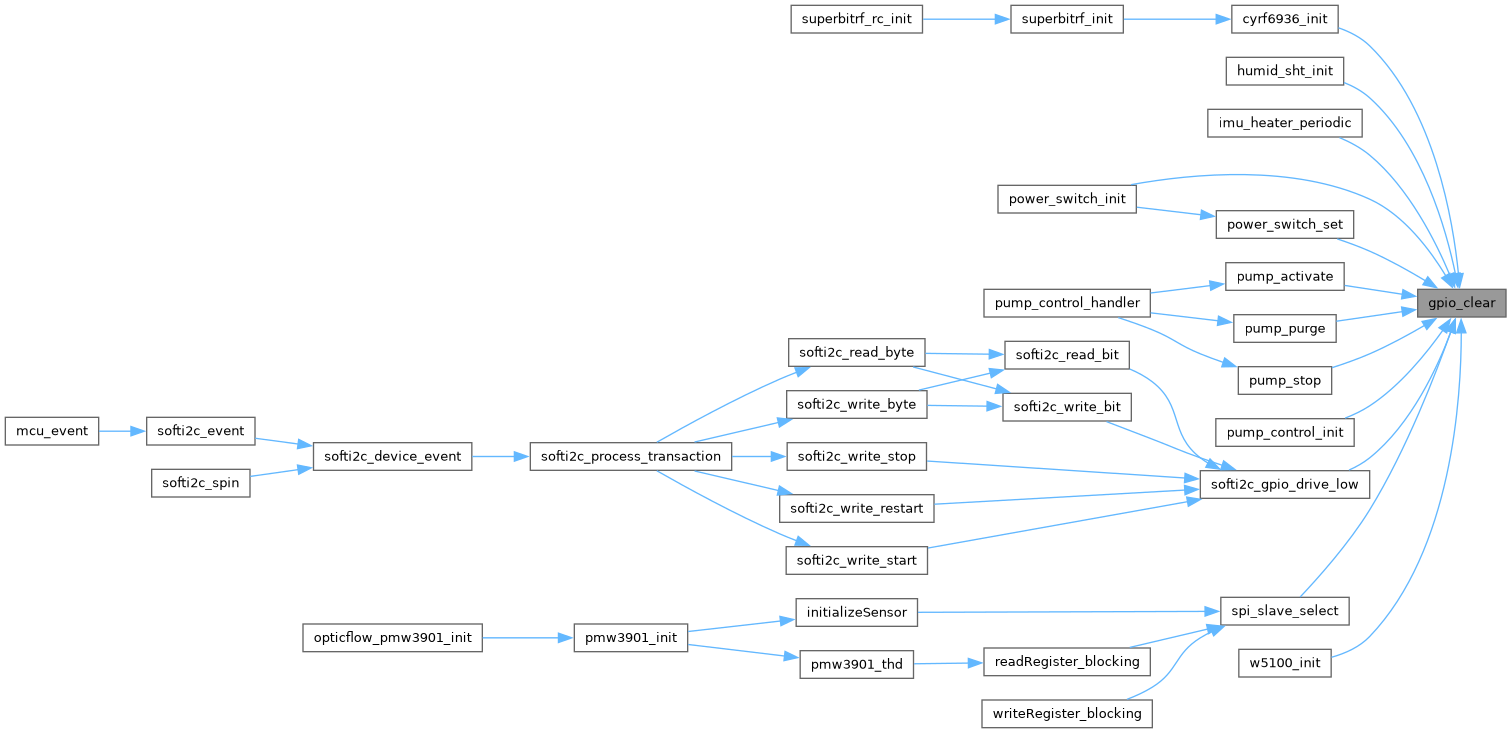 superbitrf_rc_init
superbitrf_init
cyrf6936_init
humid_sht_init
imu_heater_periodic
power_switch_init
power_switch_set
pump_activate
pump_control_handler
gpio_clear
pump_purge
softi2c_read_byte
softi2c_read_bit
pump_stop
softi2c_write_byte
softi2c_write_bit
mcu_event
softi2c_event
pump_control_init
softi2c_device_event
softi2c_process_transaction
softi2c_write_stop
softi2c_spin
softi2c_gpio_drive_low
softi2c_write_restart
softi2c_write_start
initializeSensor
spi_slave_select
opticflow_pmw3901_init
pmw3901_init
pmw3901_thd
readRegister_blocking
w5100_init
writeRegister_blocking